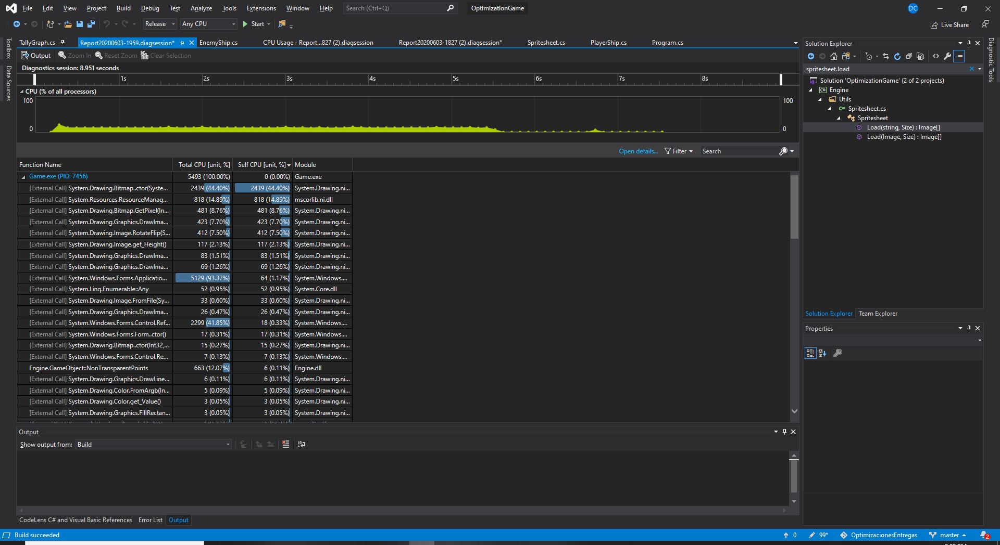 File Edit View Project Build Debug Test Analyze Tools Extensions Window Help Search (Ctrl+Q) OptimizationGame DC
Release Any CPU Start Live Share
TallyGraph.cs Report20200603-1959.diagsession* EnemyShip.cs CPU Usage - Report...827 (2).diagsession Report20200603-1827 (2).diagsession* Spritesheet.cs PlayerShip.cs Program.cs
Toolbox
Data Sources
Output Zoom In Reset Zoom Clear Selection
Diagnostics session: 8.951 seconds
1s 2s 3s 4s 5s 6s 7s 8s
CPU (% of all processors)
100 100
0 0
Open details... Filter Search
Function Name Total CPU [unit, %] Self CPU [unit, %] Module
Game.exe (PID: 7456) 5493 (100.00%) 0 (0.00%) Game.exe
[External Call] System.Drawing.Bitmap..ctor(Syste... 2439 (44.40%) 2439 (44.40%) System.Drawing.ni...
[External Call] System.Resources.ResourceManag... 818 (14.89%) 818 (14.89%) mscorlib.ni.dll
[External Call] System.Drawing.Bitmap.GetPixel(In... 481 (8.76%) 481 (8.76%) System.Drawing.ni...
[External Call] System.Drawing.Graphics.DrawIma... 423 (7.70%) 423 (7.70%) System.Drawing.ni...
[External Call] System.Drawing.Image.RotateFlip(S... 412 (7.50%) 412 (7.50%) System.Drawing.ni...
[External Call] System.Drawing.Image.get_Height() 117 (2.13%) 117 (2.13%) System.Drawing.ni...
[External Call] System.Drawing.Graphics.DrawIma... 83 (1.51%) 83 (1.51%) System.Drawing.ni...
[External Call] System.Drawing.Graphics.DrawIma... 69 (1.26%) 69 (1.26%) System.Drawing.ni...
[External Call] System.Windows.Forms.Applicatio... 5129 (93.37%) 64 (1.17%) System.Windows....
[External Call] System.Linq.Enumerable::Any 52 (0.95%) 52 (0.95%) System.Core.dll
[External Call] System.Drawing.Image.FromFile(Sy... 33 (0.60%) 33 (0.60%) System.Drawing.ni...
[External Call] System.Drawing.Graphics.DrawIma... 26 (0.47%) 26 (0.47%) System.Drawing.ni...
[External Call] System.Windows.Forms.Control.Ref... 2299 (41.85%) 18 (0.33%) System.Windows....
[External Call] System.Windows.Forms.Form..ctor() 17 (0.31%) 17 (0.31%) System.Windows....
[External Call] System.Drawing.Bitmap..ctor(Int32,... 15 (0.27%) 15 (0.27%) System.Drawing.ni...
[External Call] System.Windows.Forms.Control.Re... 7 (0.13%) 7 (0.13%) System.Windows....
Engine.GameObject::NonTransparentPoints 663 (12.07%) 6 (0.11%) Engine.dll
[External Call] System.Drawing.Graphics.DrawLine... 6 (0.11%) 6 (0.11%) System.Drawing.ni...
[External Call] System.Drawing.Color.FromArgb(In... 5 (0.09%) 5 (0.09%) System.Drawing.ni...
[External Call] System.Drawing.Color.get_Value() 3 (0.05%) 3 (0.05%) System.Drawing.ni...
[External Call] System.Drawing.Graphics.FillRectan... 3 (0.05%) 3 (0.05%) System.Drawing.ni...
Output
Show output from: Build
CodeLens C# and Visual Basic References Error List Output
Solution Explorer
spritesheet.load
Solution 'OptimizationGame' (2 of 2 projects)
C# Engine
Utils
C# Spritesheet.cs
Spritesheet
Load(string, Size) : Image[]
Load(Image, Size) : Image[]
Solution Explorer Team Explorer
Properties
Diagnostic Tools
Build succeeded 0 99* OptimizacionesEntregas master 2